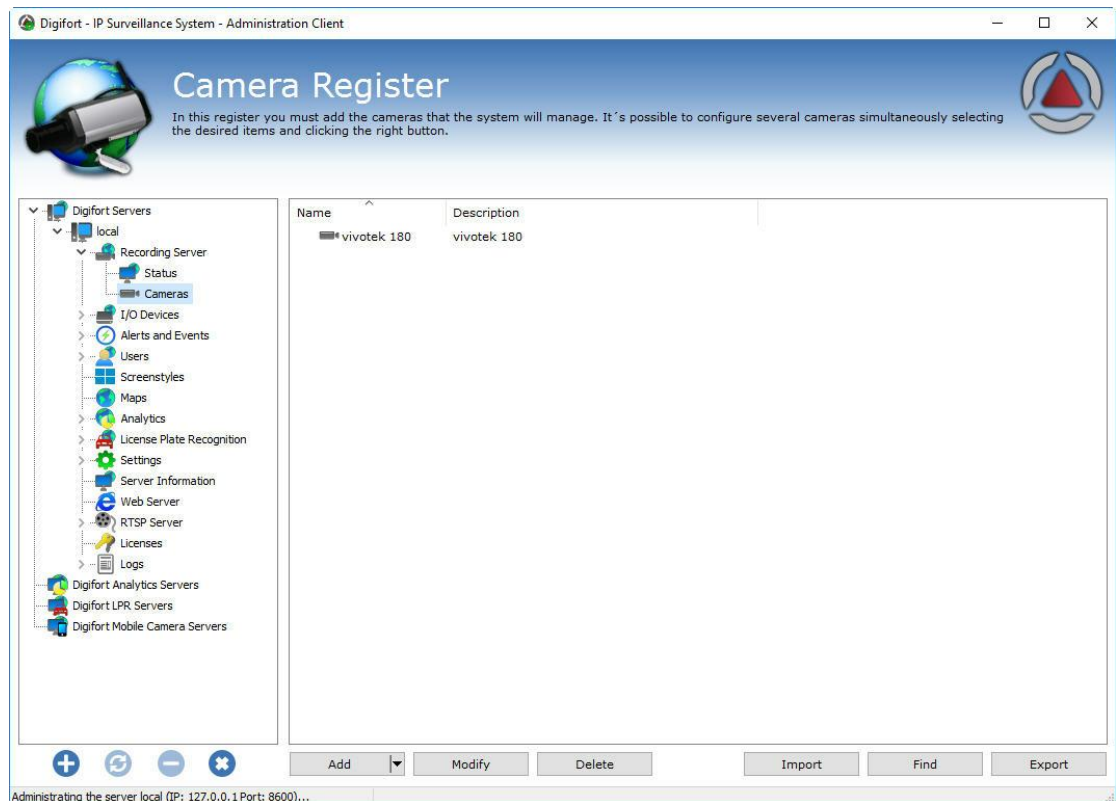 Digifort - IP Surveillance System - Administration Client
Camera Register
In this register you must add the cameras that the system will manage. It´s possible to configure several cameras simultaneously selecting
the desired items and clicking the right button.
Digifort Servers
local
Recording Server
Status
Cameras
I/O Devices
Alerts and Events
Users
Screenstyles
Maps
Analytics
License Plate Recognition
Settings
Server Information
Web Server
RTSP Server
Licenses
Logs
Digifort Analytics Servers
Digifort LPR Servers
Digifort Mobile Camera Servers
Name Description
vivotek 180 vivotek 180
Add Modify Delete Import Find Export
Administrating the server local (IP: 127.0.0.1 Port: 8600)...